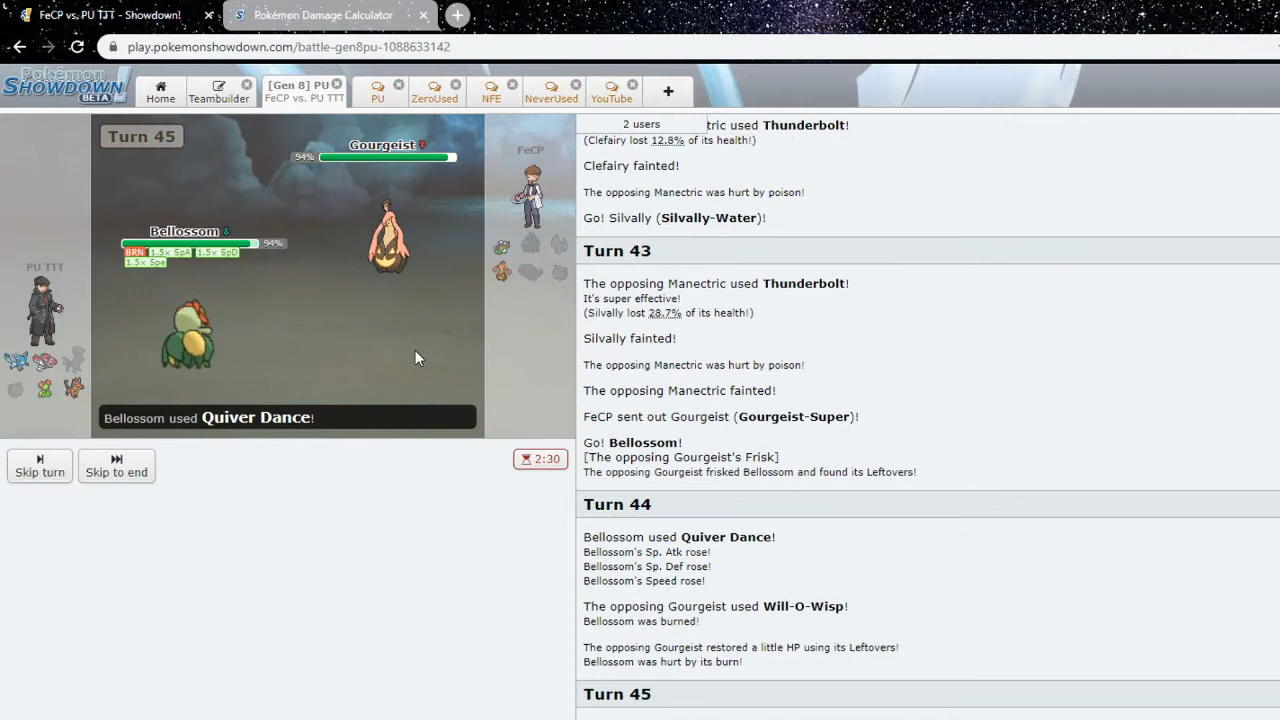 FeCP vs. PU TTT - Showdown!
Pokémon Damage Calculator
play.pokemonshowdown.com/battle-gen8pu-1088633142
Pokémon
SHOWDOWN!
BETA
Home
Teambuilder
[Gen 8] PU
FeCP vs. PU TTT
PU
ZeroUsed
NFE
NeverUsed
YouTube
Turn 45
Gourgeist
94%
Bellossom
94%
BRN 1.5x SpA 1.5x SpD
1.5x Spe
FeCP
PU TTT
Bellossom used Quiver Dance!
Skip turn
Skip to end
2:30
2 users
tric used Thunderbolt!
(Clefairy lost 12.8% of its health!)
Clefairy fainted!
The opposing Manectric was hurt by poison!
Go! Silvally (Silvally-Water)!
Turn 43
The opposing Manectric used Thunderbolt!
It's super effective!
(Silvally lost 28.7% of its health!)
Silvally fainted!
The opposing Manectric was hurt by poison!
The opposing Manectric fainted!
FeCP sent out Gourgeist (Gourgeist-Super)!
Go! Bellossom!
[The opposing Gourgeist's Frisk]
The opposing Gourgeist frisked Bellossom and found its Leftovers!
Turn 44
Bellossom used Quiver Dance!
Bellossom's Sp. Atk rose!
Bellossom's Sp. Def rose!
Bellossom's Speed rose!
The opposing Gourgeist used Will-O-Wisp!
Bellossom was burned!
The opposing Gourgeist restored a little HP using its Leftovers!
Bellossom was hurt by its burn!
Turn 45